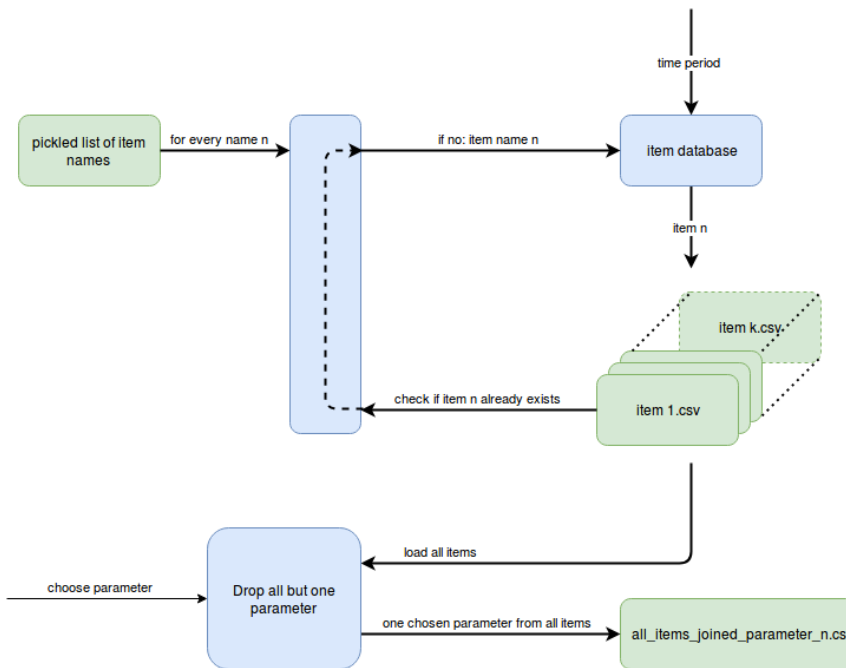 time period
pickled list of item
names
for every name n
if no: item name n
item database
item n
item k.csv
check if item n already exists
item 1.csv
load all items
choose parameter
Drop all but one
parameter
one chosen parameter from all items
all_items_joined_parameter_n.cs